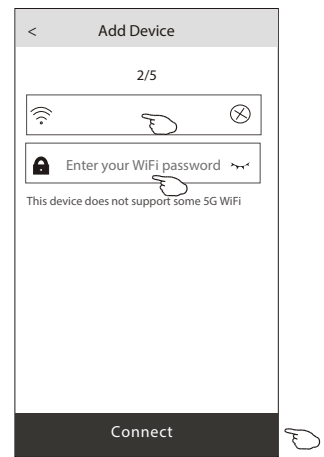 < Add Device
2/5
Enter your WiFi password
This device does not support some 5G WiFi
Connect